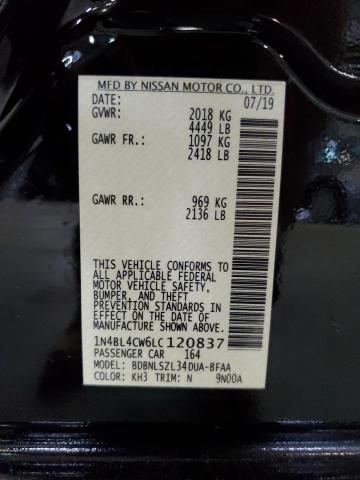 MFD BY NISSAN MOTOR CO., LTD.
DATE: 07/19
GVWR: 2018 KG
4449 LB
GAWR FR.: 1097 KG
2418 LB
GAWR RR.: 969 KG
2136 LB
THIS VEHICLE CONFORMS TO
ALL APPLICABLE FEDERAL
MOTOR VEHICLE SAFETY,
BUMPER, AND THEFT
PREVENTION STANDARDS IN
EFFECT ON THE DATE OF
MANUFACTURE SHOWN ABOVE.
1N4BL4CW6LC120837
PASSENGER CAR 164
MODEL: BDBNLSZL34DUA-BFAA
COLOR: KH3 TRIM: N 9N00A